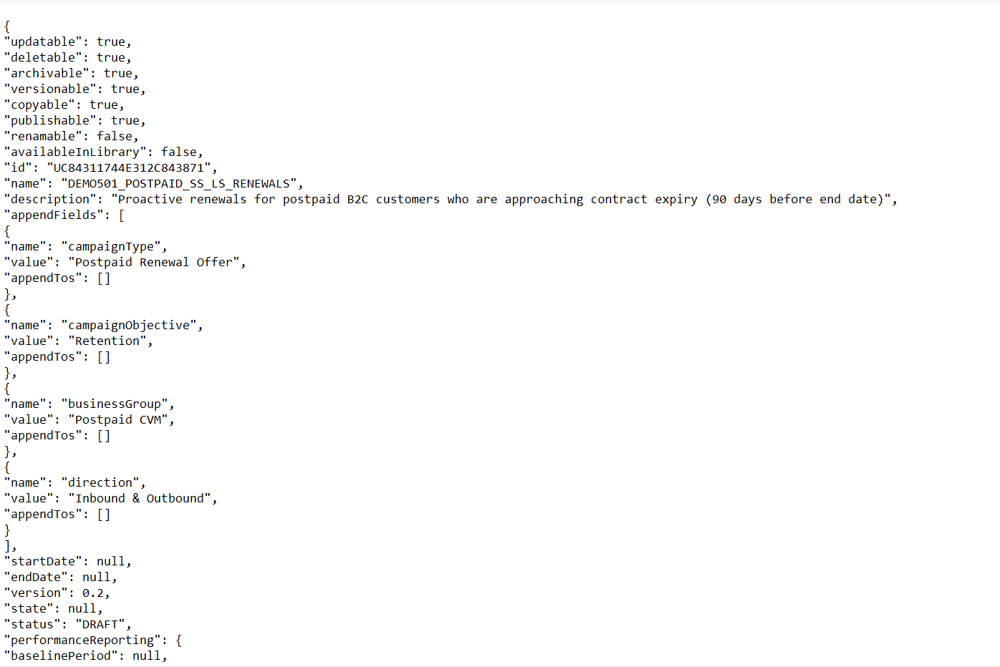 {
"updatable": true,
"deletable": true,
"archivable": true,
"versionable": true,
"copyable": true,
"publishable": true,
"renamable": false,
"availableInLibrary": false,
"id": "UC84311744E312C843871",
"name": "DEMO501_POSTPAID_SS_LS_RENEWALS",
"description": "Proactive renewals for postpaid B2C customers who are approaching contract expiry (90 days before end date)",
"appendFields": [
{
"name": "campaignType",
"value": "Postpaid Renewal Offer",
"appendTos": []
},
{
"name": "campaignObjective",
"value": "Retention",
"appendTos": []
},
{
"name": "businessGroup",
"value": "Postpaid CVM",
"appendTos": []
},
{
"name": "direction",
"value": "Inbound & Outbound",
"appendTos": []
}
],
"startDate": null,
"endDate": null,
"version": 0.2,
"state": null,
"status": "DRAFT",
"performanceReporting": {
"baselinePeriod": null,